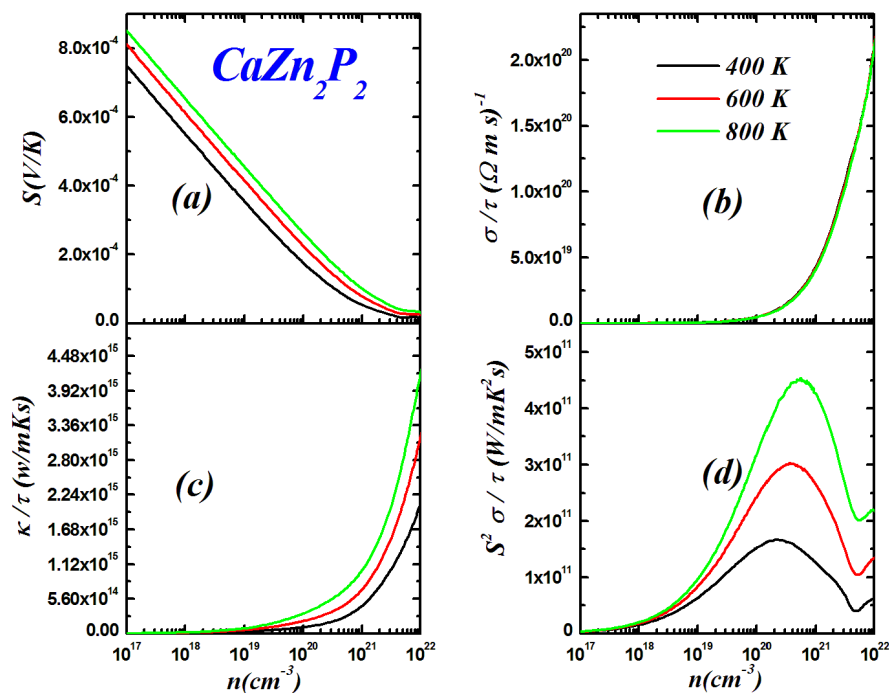 CaZn₂P₂
8.0x10⁻⁴
6.0x10⁻⁴
4.0x10⁻⁴
2.0x10⁻⁴
0.0
S(V/K)
(a)
2.0x10²⁰
1.5x10²⁰
1.0x10²⁰
5.0x10¹⁹
0.0
σ/τ (Ω m s)⁻¹
400 K
600 K
800 K
(b)
4.48x10¹⁵
3.92x10¹⁵
3.36x10¹⁵
2.80x10¹⁵
2.24x10¹⁵
1.68x10¹⁵
1.12x10¹⁵
5.60x10¹⁴
0.00
κ/τ (w/mKs)
(c)
10¹⁷ 10¹⁸ 10¹⁹ 10²⁰ 10²¹ 10²²
n(cm⁻³)
5x10¹¹
4x10¹¹
3x10¹¹
2x10¹¹
1x10¹¹
0
S² σ/τ (W/mK²s)
(d)
10¹⁷ 10¹⁸ 10¹⁹ 10²⁰ 10²¹ 10²²
n(cm⁻³)